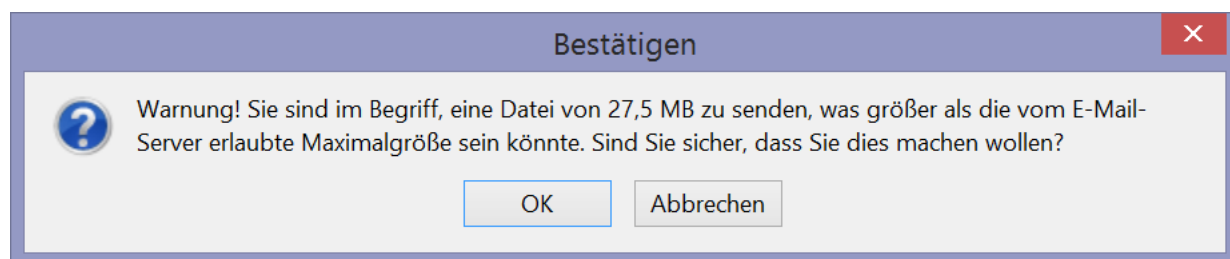 Bestätigen
Warnung! Sie sind im Begriff, eine Datei von 27,5 MB zu senden, was größer als die vom E-Mail-
Server erlaubte Maximalgröße sein könnte. Sind Sie sicher, dass Sie dies machen wollen?
OK
Abbrechen